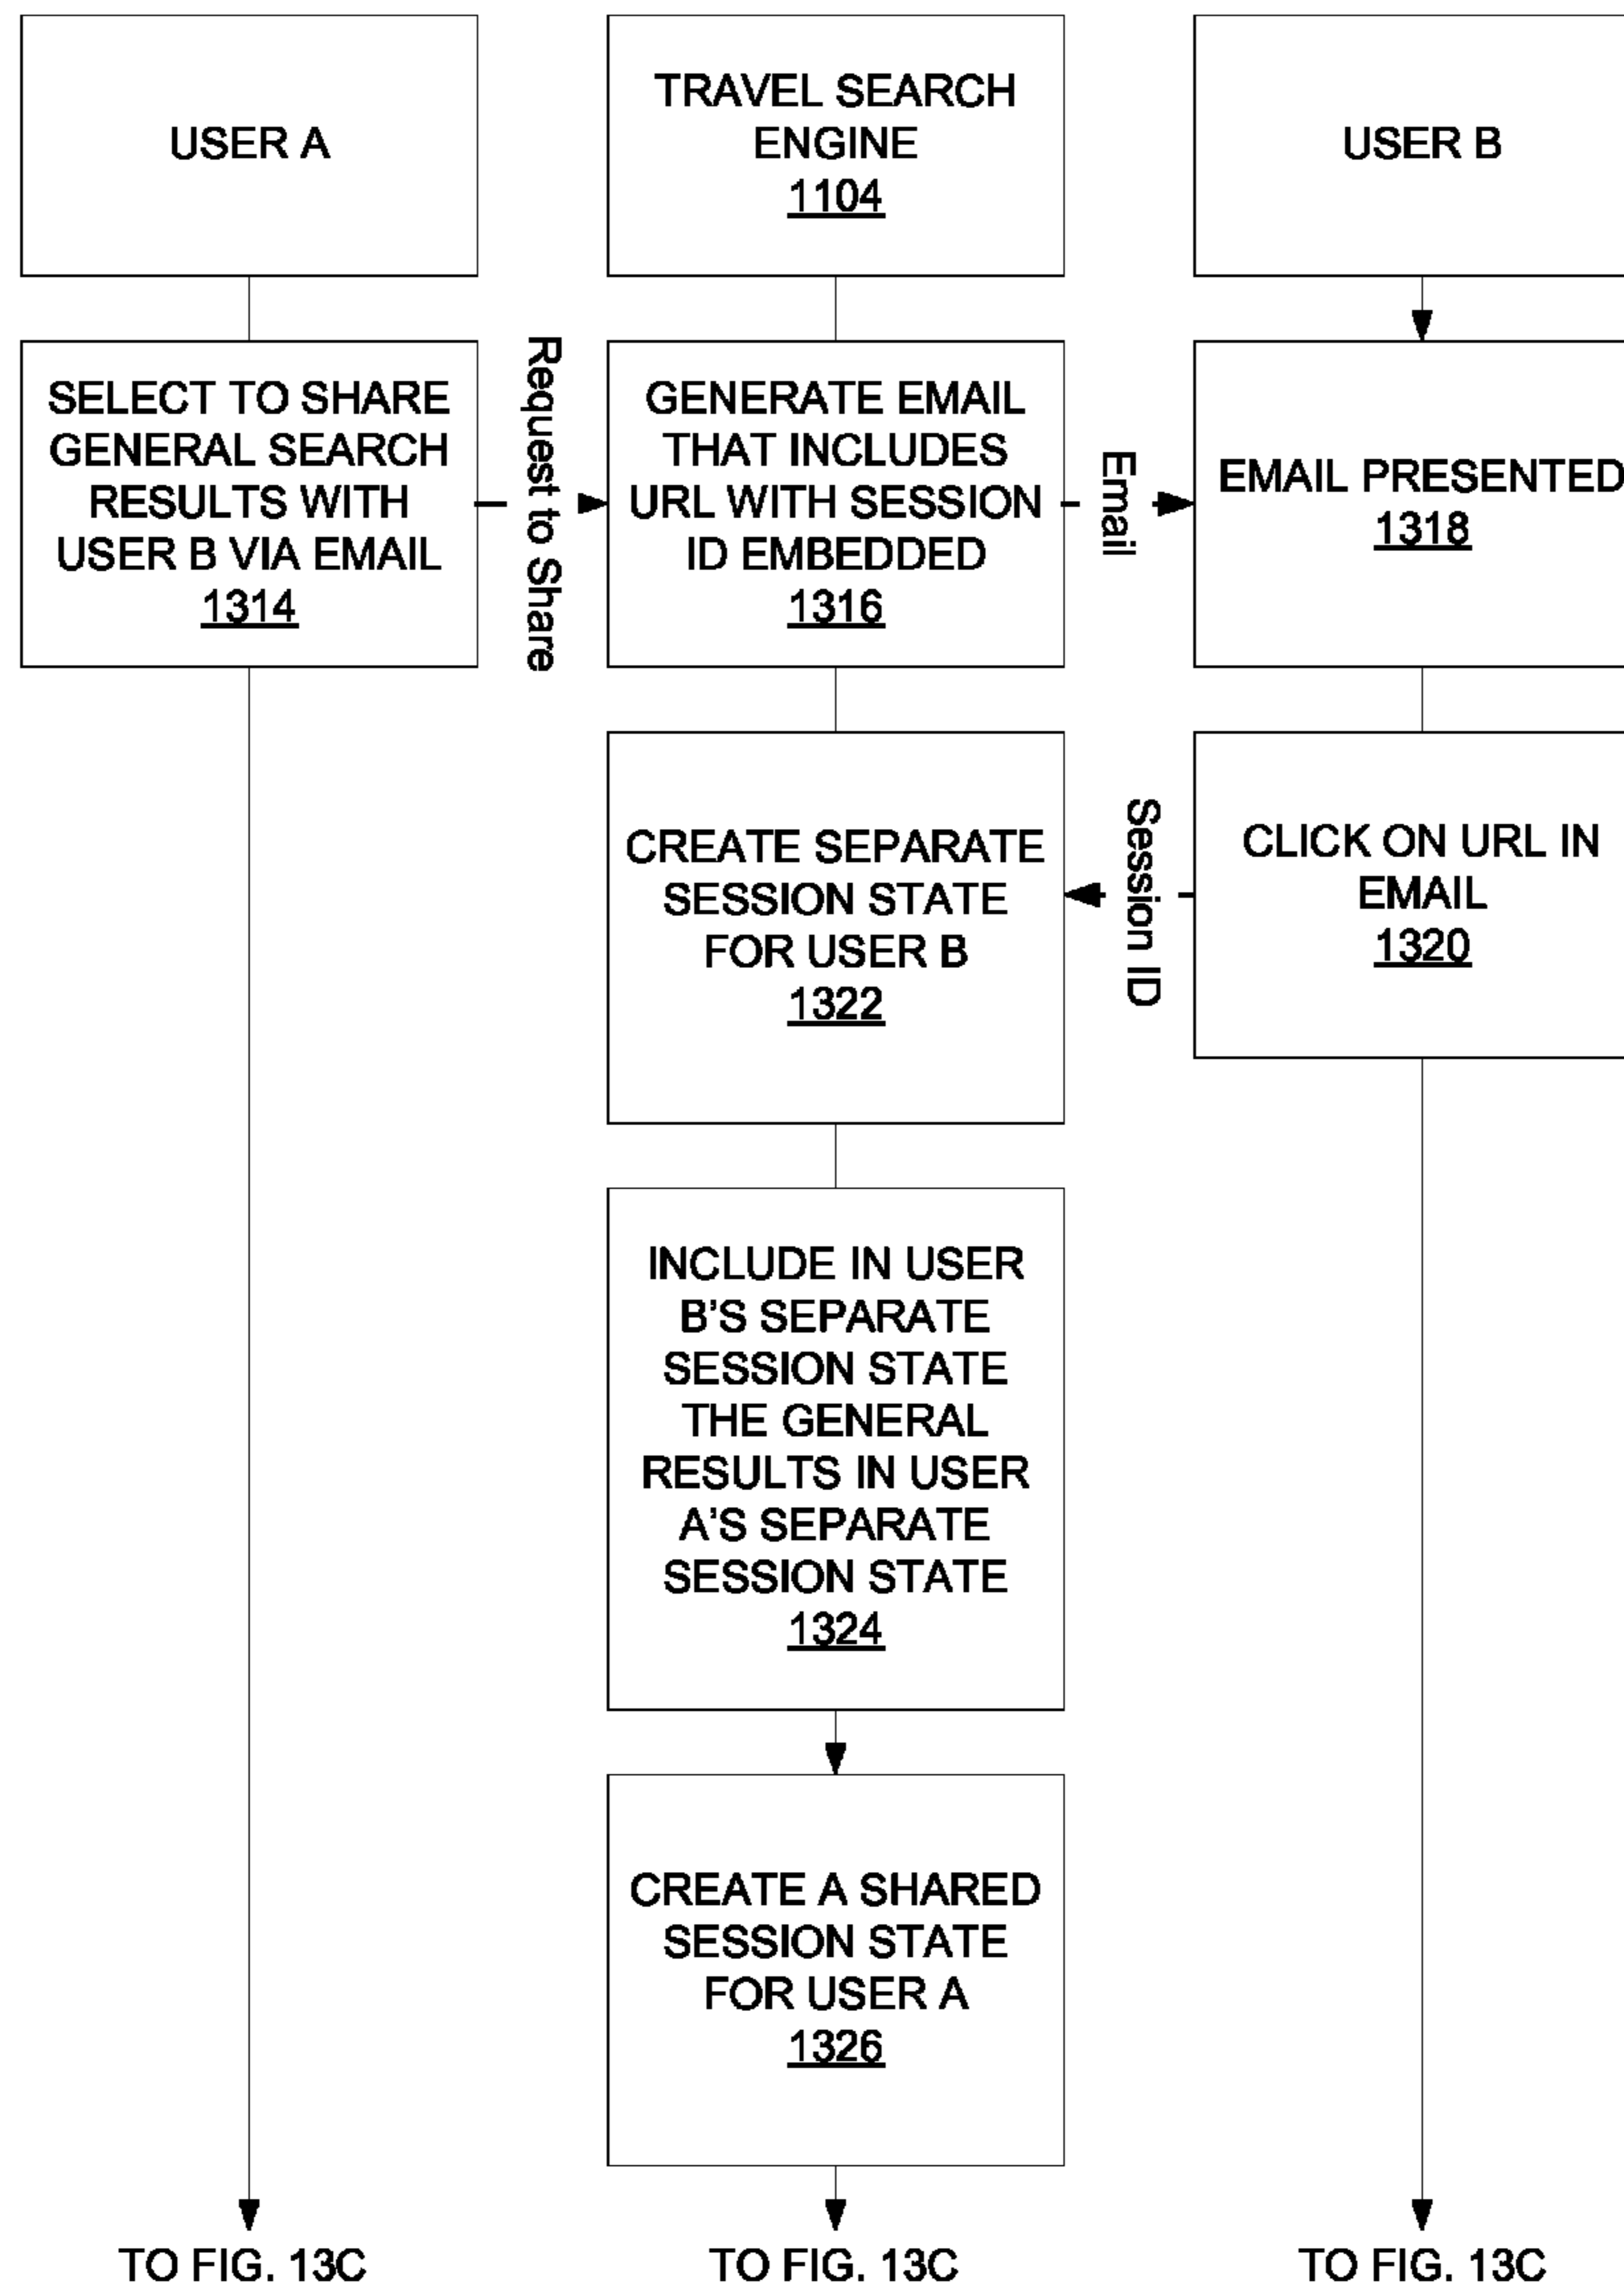 USER A
TRAVEL SEARCH
ENGINE
1104
USER B
SELECT TO SHARE
GENERAL SEARCH
RESULTS WITH
USER B VIA EMAIL
1314
Request to Share
GENERATE EMAIL
THAT INCLUDES
URL WITH SESSION
ID EMBEDDED
1316
Email
EMAIL PRESENTED
1318
CREATE SEPARATE
SESSION STATE
FOR USER B
1322
Session ID
CLICK ON URL IN
EMAIL
1320
INCLUDE IN USER
B'S SEPARATE
SESSION STATE
THE GENERAL
RESULTS IN USER
A'S SEPARATE
SESSION STATE
1324
CREATE A SHARED
SESSION STATE
FOR USER A
1326
TO FIG. 13C
TO FIG. 13C
TO FIG. 13C